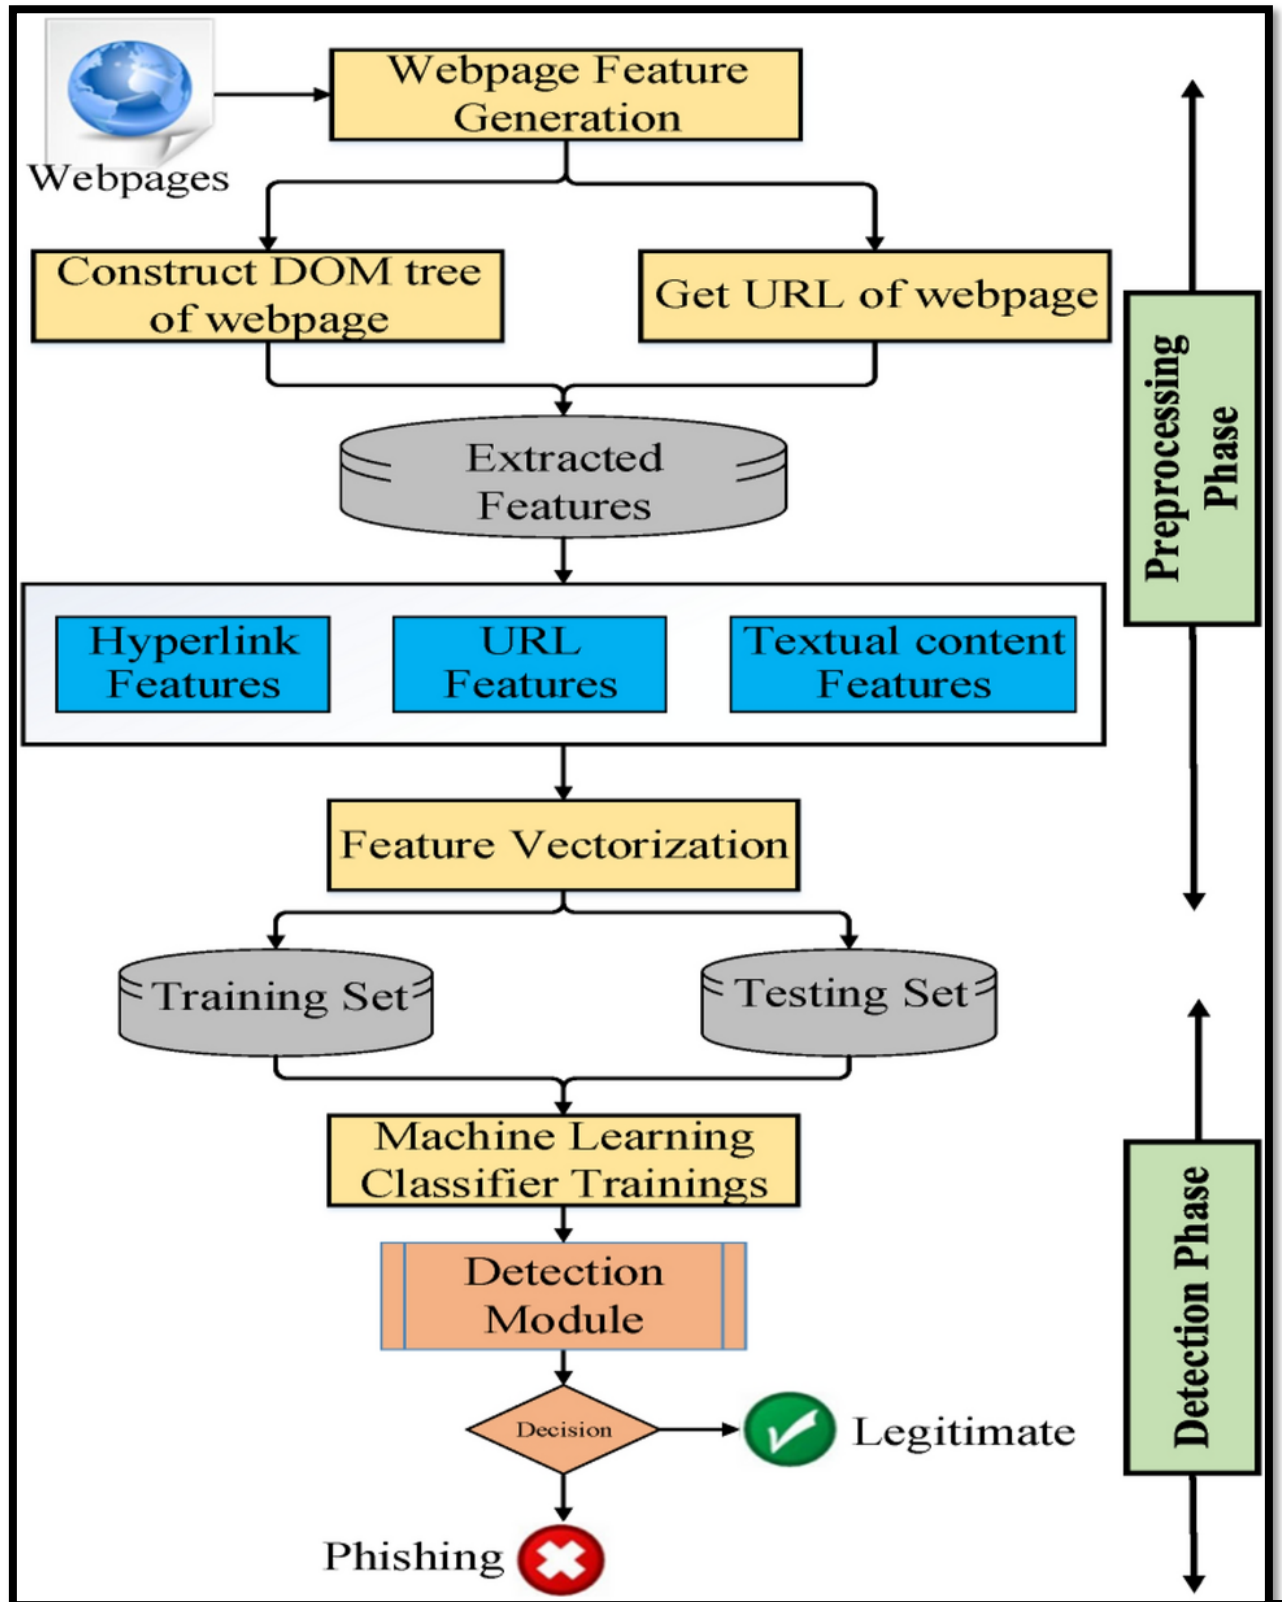 Webpages
Webpage Feature
Generation
Construct DOM tree
of webpage
Get URL of webpage
Extracted
Features
Hyperlink
Features
URL
Features
Textual content
Features
Feature Vectorization
Preprocessing
Phase
Training Set
Testing Set
Machine Learning
Classifier Trainings
Detection
Module
Decision
Legitimate
Phishing
Detection Phase